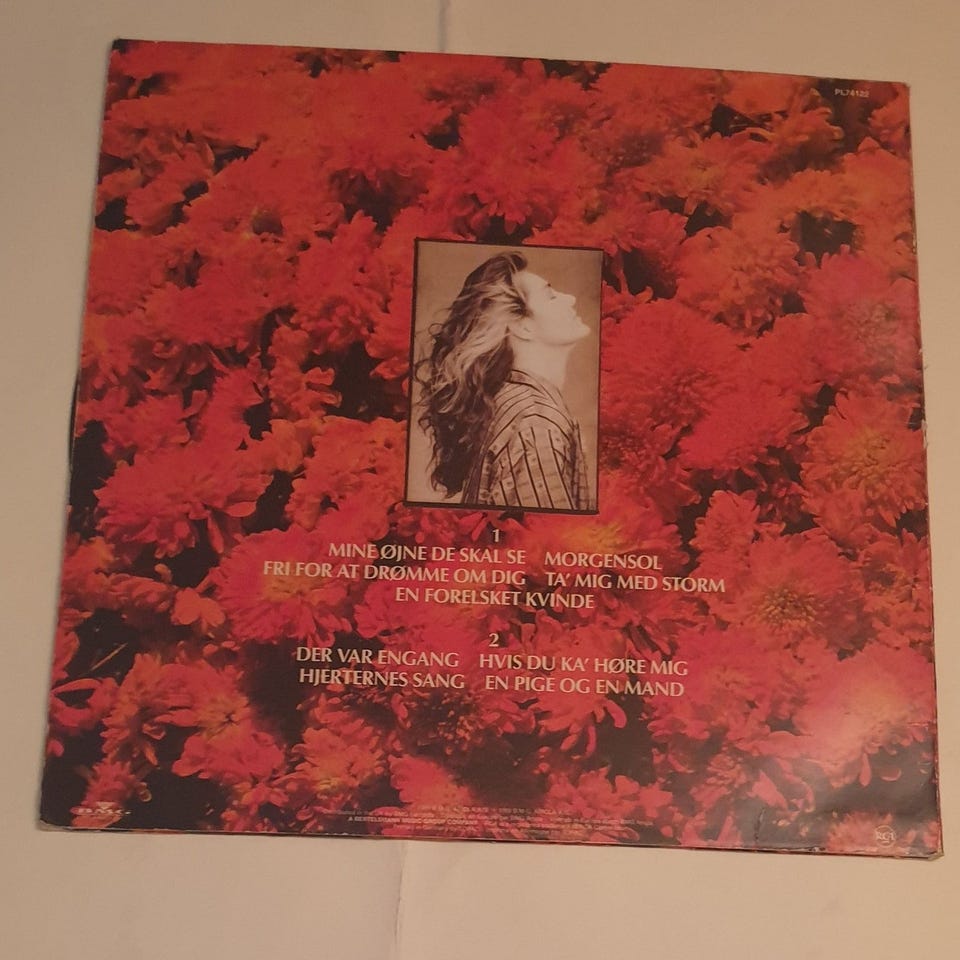 PL74122
1
MINE ØJNE DE SKAL SE MORGENSOL
FRI FOR AT DRØMME OM DIG TA' MIG MED STORM
EN FORELSKET KVINDE
2
DER VAR ENGANG HVIS DU KA' HØRE MIG
HJERTERNES SANG EN PIGE OG EN MAND
A BERTELSMANN MUSIC GROUP COMPANY
BMG
RCA